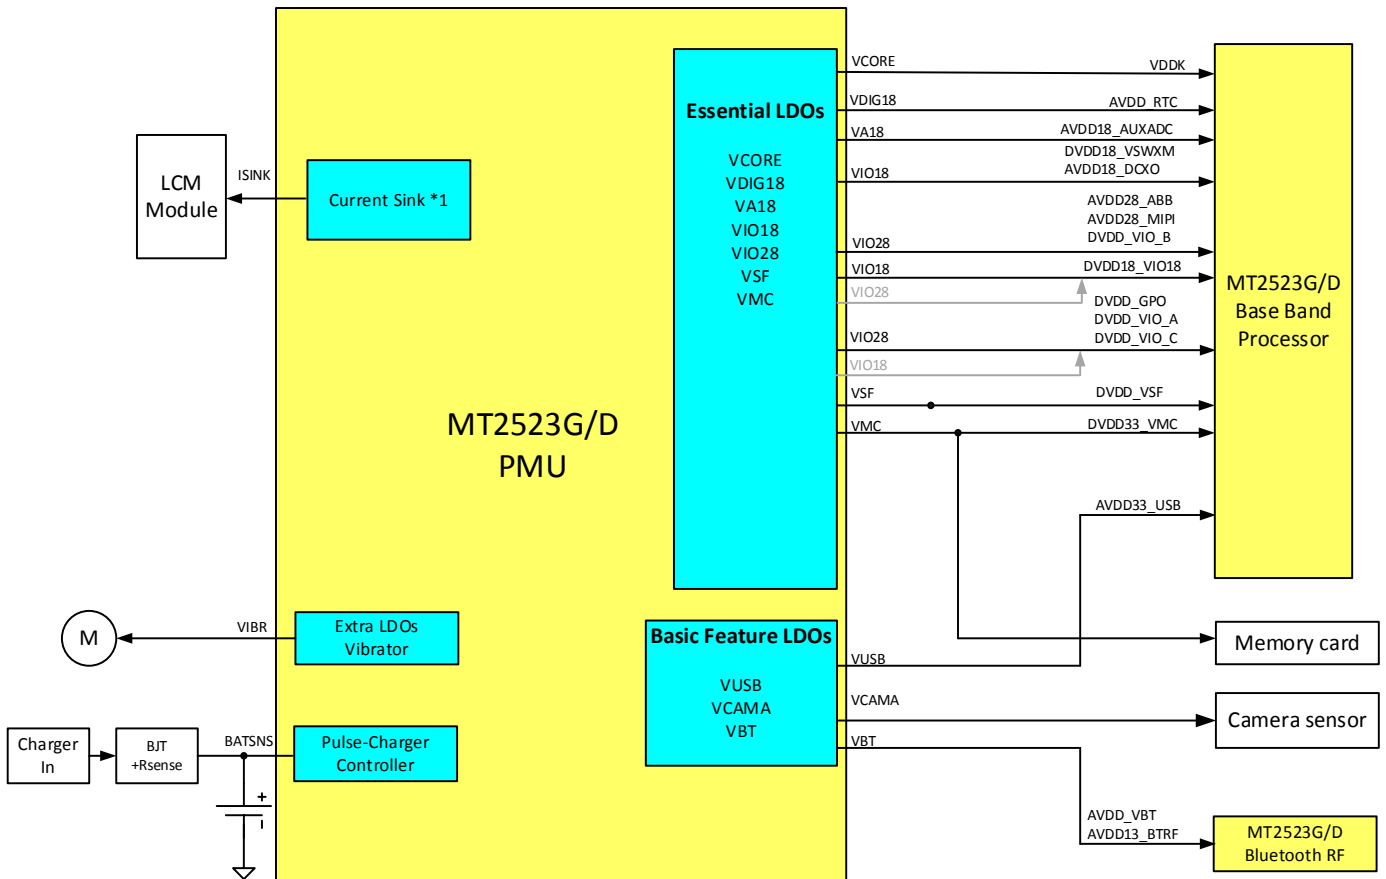 LCM
Module
ISINK
Current Sink *1
MT2523G/D
PMU
VIBR
M
Extra LDOs
Vibrator
Charger
In
BJT
+Rsense
BATSNS
+
-
Pulse-Charger
Controller
Essential LDOs
VCORE
VDIG18
VA18
VIO18
VIO28
VSF
VMC
Basic Feature LDOs
VUSB
VCAMA
VBT
VCORE
VDDK
VDIG18
AVDD_RTC
VA18
AVDD18_AUXADC
DVDD18_VSWXM
AVDD18_DCXO
VIO18
AVDD28_ABB
AVDD28_MIPI
DVDD_VIO_B
VIO28
VIO18
DVDD18_VIO18
VIO28
DVDD_GPO
DVDD_VIO_A
DVDD_VIO_C
VIO28
VIO18
VSF
DVDD_VSF
VMC
DVDD33_VMC
AVDD33_USB
VUSB
VCAMA
VBT
AVDD_VBT
AVDD13_BTRF
MT2523G/D
Base Band
Processor
Memory card
Camera sensor
MT2523G/D
Bluetooth RF